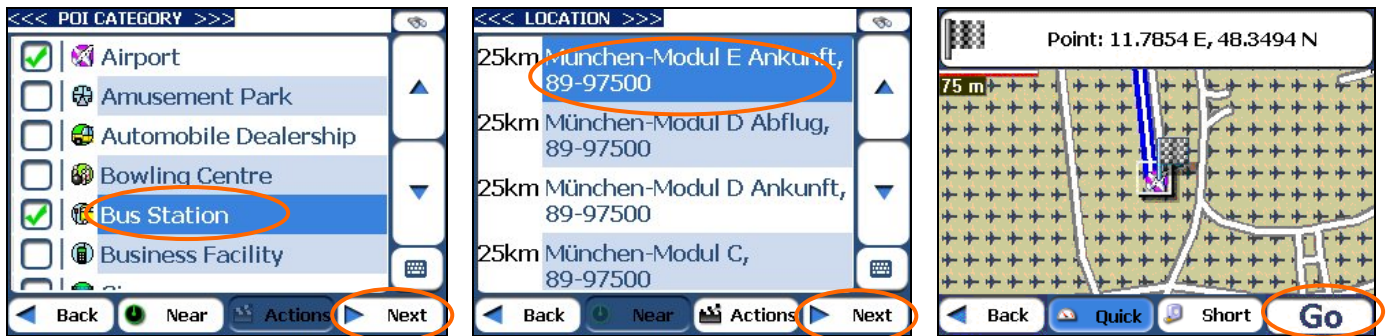 <<< POI CATEGORY >>>
Airport
Amusement Park
Automobile Dealership
Bowling Centre
Bus Station
Business Facility
Back Near Actions Next
<<< LOCATION >>>
25km München-Modul E Ankunft,
89-97500
25km München-Modul D Abflug,
89-97500
25km München-Modul D Ankunft,
89-97500
25km München-Modul C,
89-97500
Back Near Actions Next
Point: 11.7854 E, 48.3494 N
75 m
Back Quick Short Go